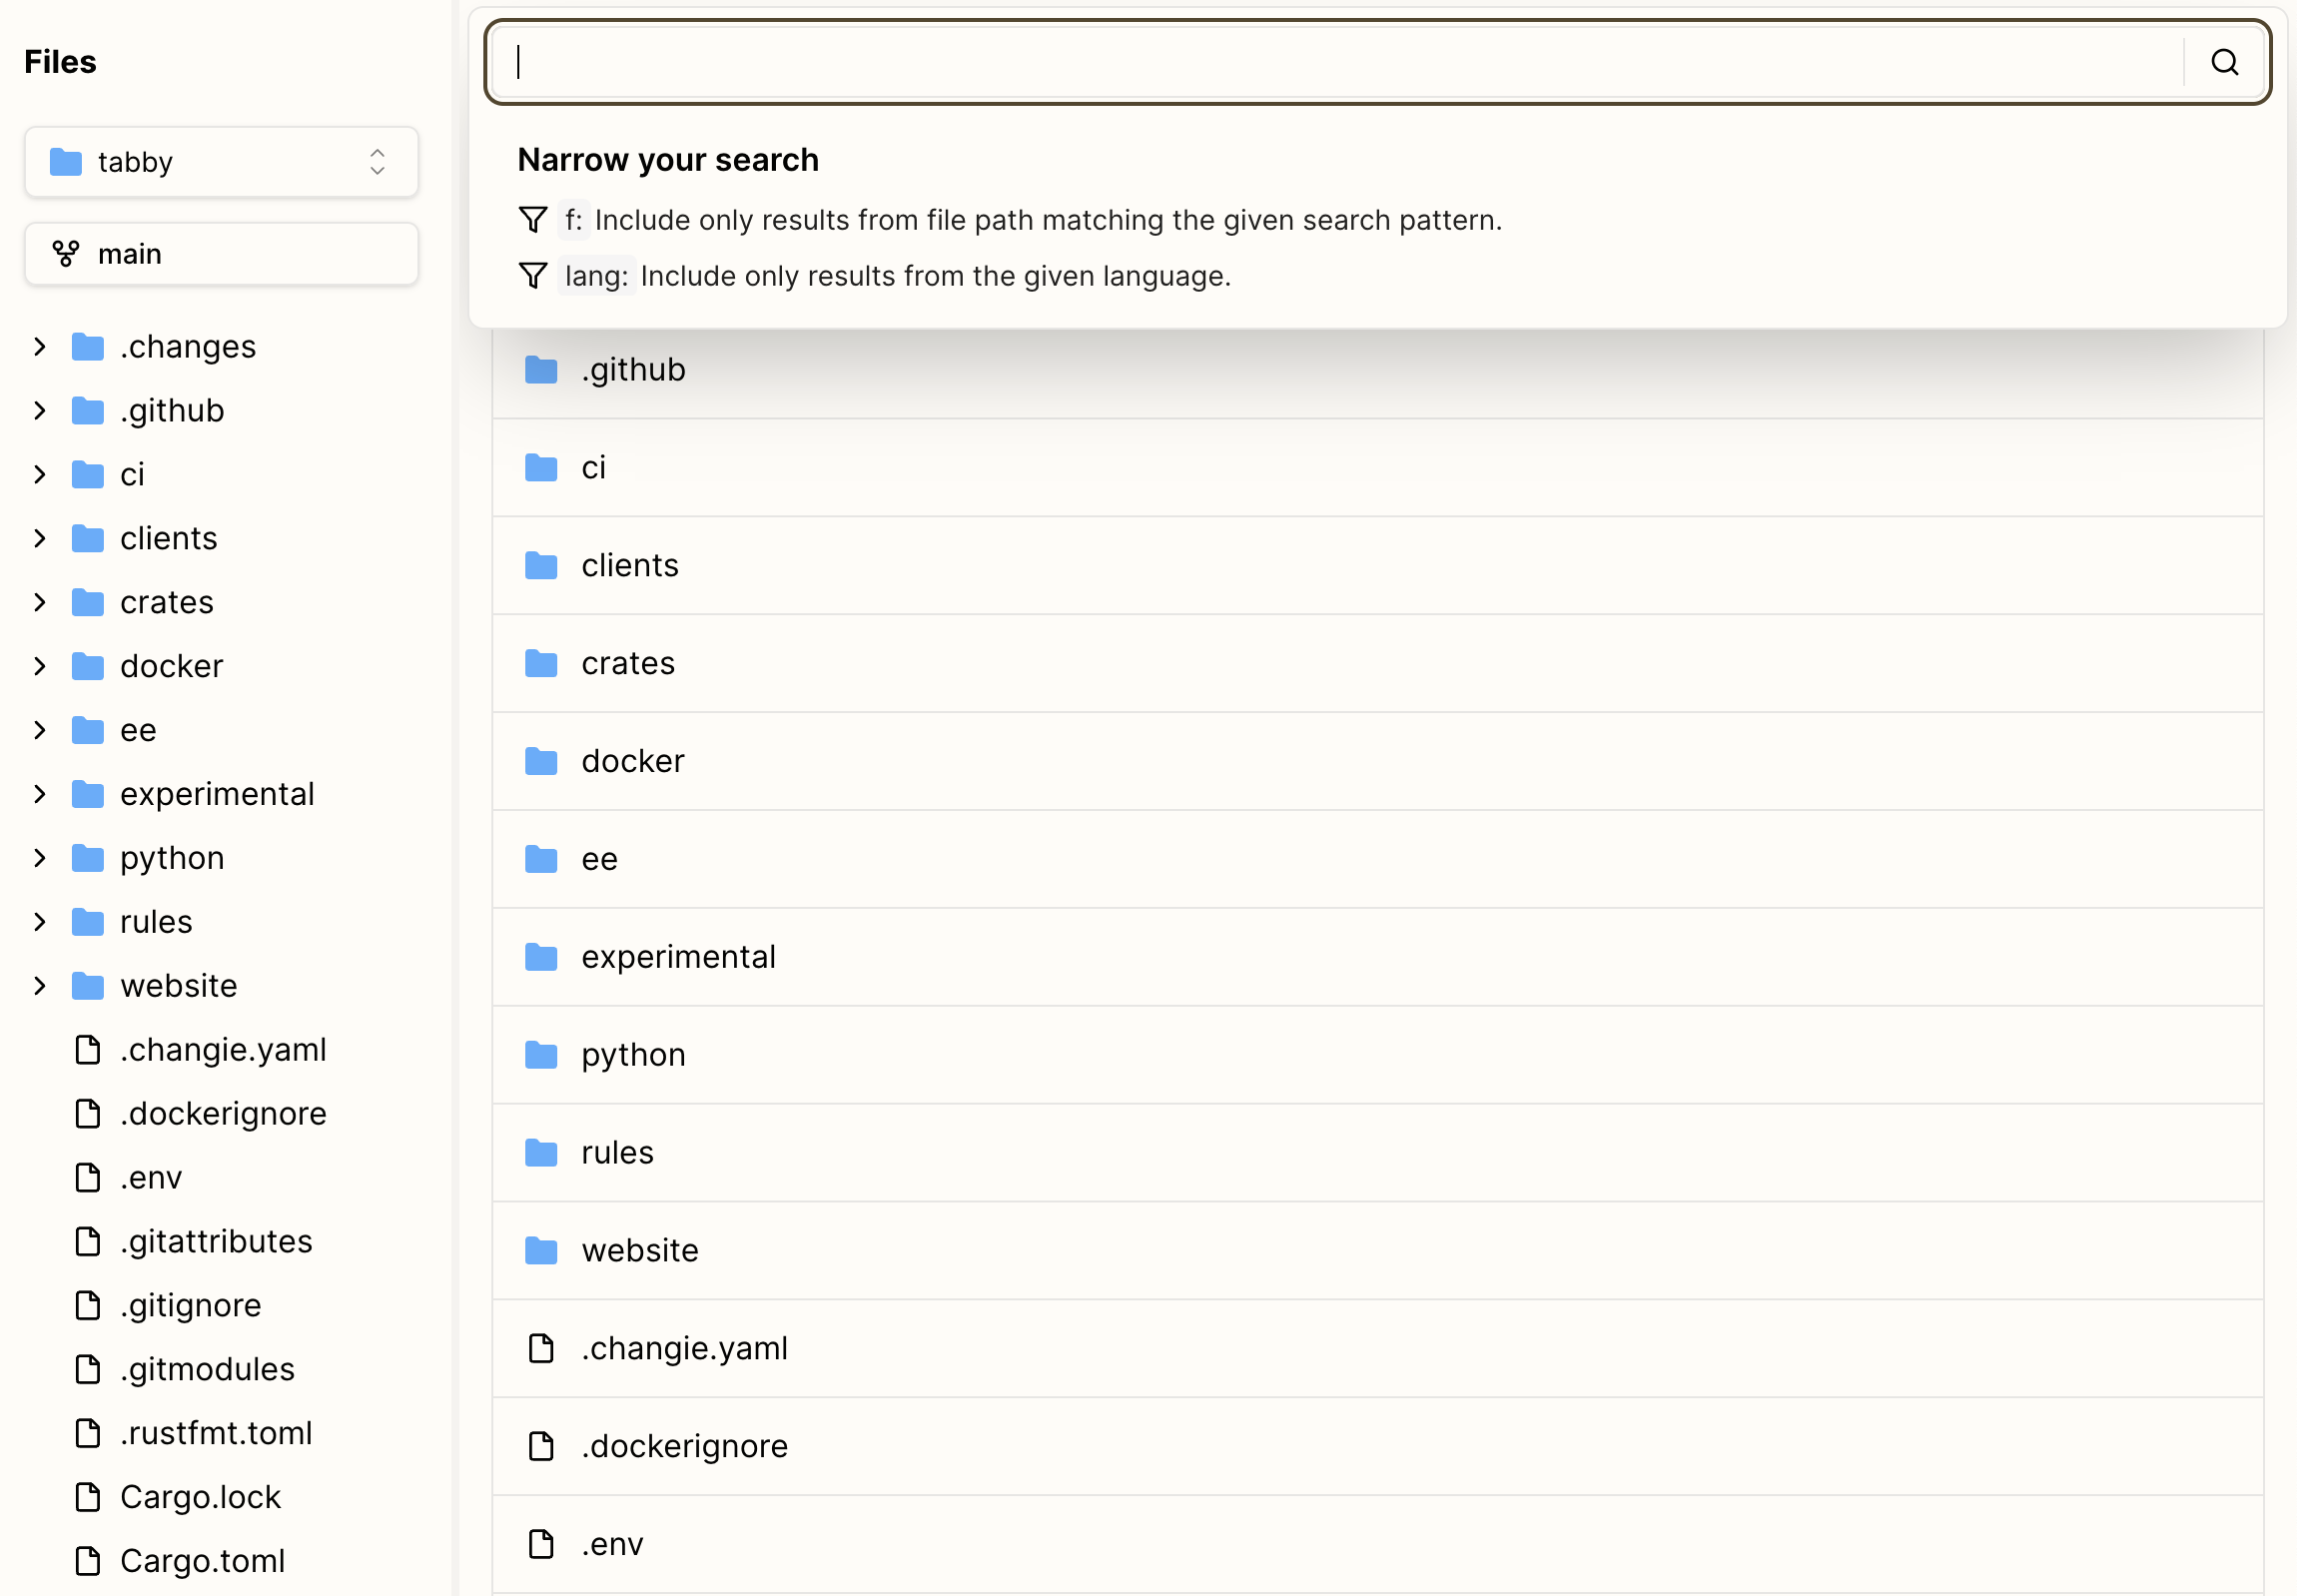 Files
tabby
main
.changes
.github
ci
clients
crates
docker
ee
experimental
python
rules
website
.changie.yaml
.dockerignore
.env
.gitattributes
.gitignore
.gitmodules
.rustfmt.toml
Cargo.lock
Cargo.toml
Narrow your search
f: Include only results from file path matching the given search pattern.
lang: Include only results from the given language.
.github
ci
clients
crates
docker
ee
experimental
python
rules
website
.changie.yaml
.dockerignore
.env